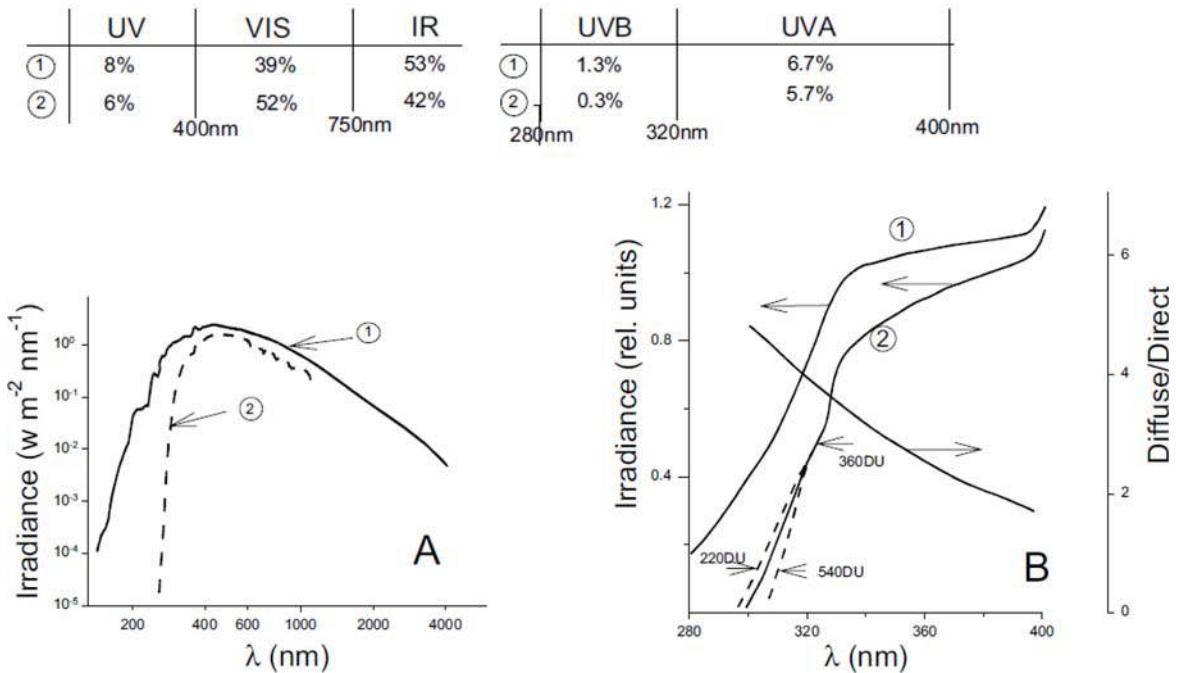 UV VIS IR
① 8% 39% 53%
② 6% 52% 42%
400nm 750nm
UVB UVA
① 1.3% 6.7%
② 0.3% 5.7%
280nm 320nm 400nm
Irradiance (w m⁻² nm⁻¹)
10⁰
10⁻¹
10⁻²
10⁻³
10⁻⁴
10⁻⁵
①
②
A
200 400 600 1000 2000 4000
λ (nm)
Irradiance (rel. units)
1.2
1
0.8
0.4
①
②
360DU
220DU
540DU
B
280 320 360 400
λ (nm)
6
4
2
0
Diffuse/Direct